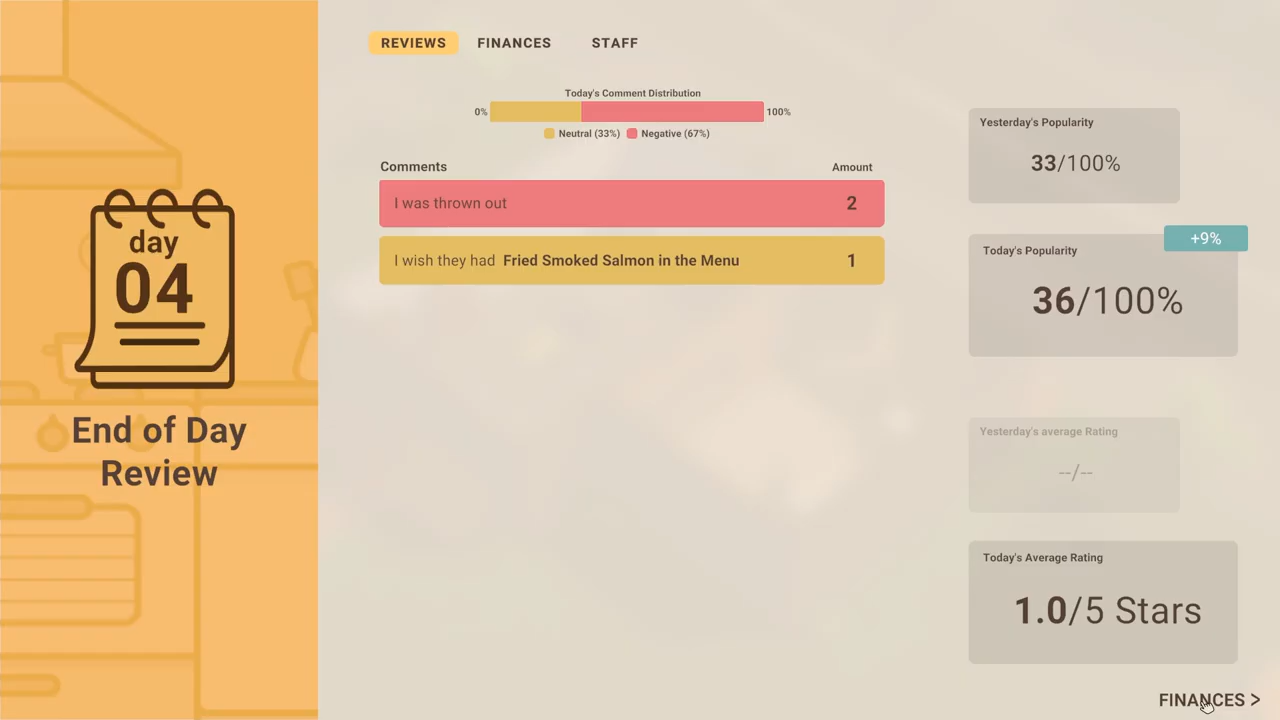 REVIEWS FINANCES STAFF
Today's Comment Distribution
0% 100%
Neutral (33%) Negative (67%)
Comments Amount
I was thrown out 2
I wish they had Fried Smoked Salmon in the Menu 1
day
04
End of Day
Review
Yesterday's Popularity
33/100%
+9%
Today's Popularity
36/100%
Yesterday's average Rating
--/--
Today's Average Rating
1.0/5 Stars
FINANCES >